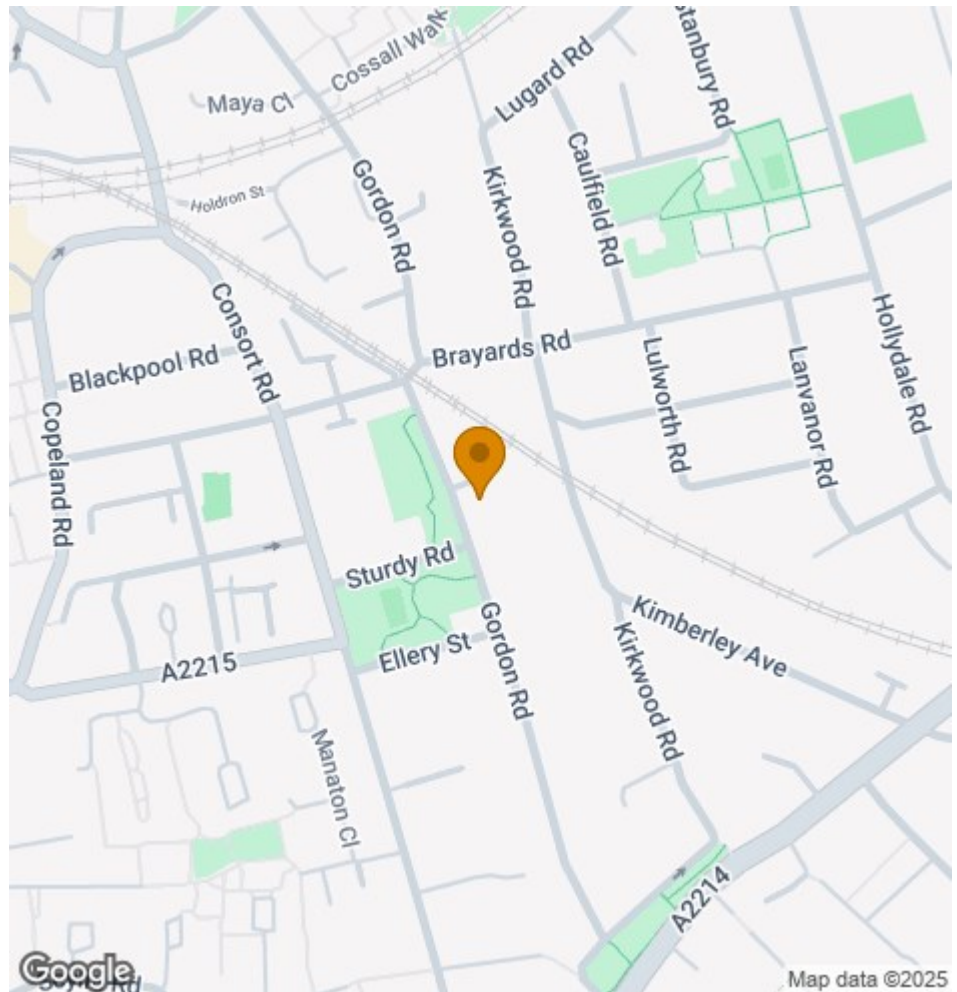 Cossall Walk
Maya Cl
Lugard Rd
Stanbury Rd
Holdron St
Gordon Rd
Kirkwood Rd
Caulfield Rd
Consort Rd
Hollydale Rd
Blackpool Rd
Brayards Rd
Lulworth Rd
Lanvanor Rd
Copeland Rd
Sturdy Rd
Gordon Rd
Kimberley Ave
Ellery St
Kirkwood Rd
A2215
Manaton Cl
A2214
Google
Rd
Map data ©2025